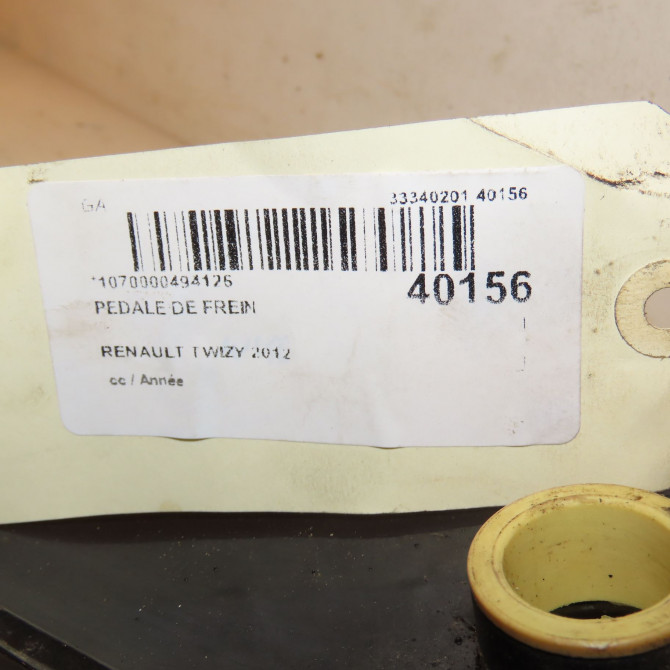 GA 33340201 40156
*1070000494126
40156
PEDALE DE FREIN
RENAULT TWIZY 2012
cc / Année